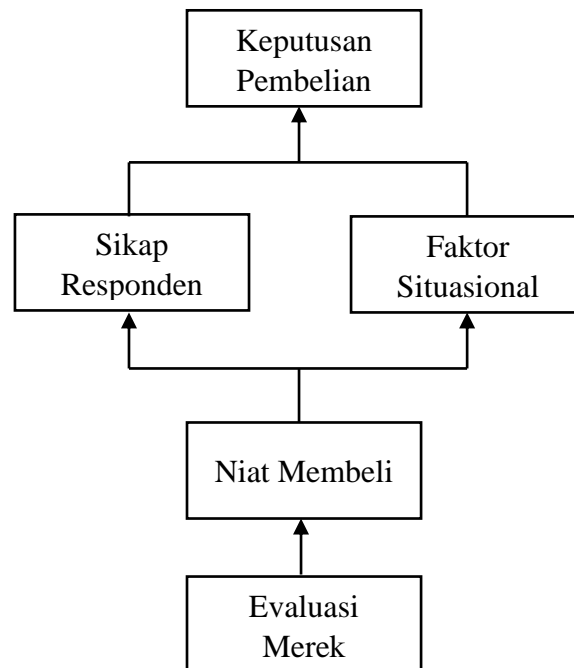 Keputusan
Pembelian
Sikap
Responden
Faktor
Situasional
Niat Membeli
Evaluasi
Merek